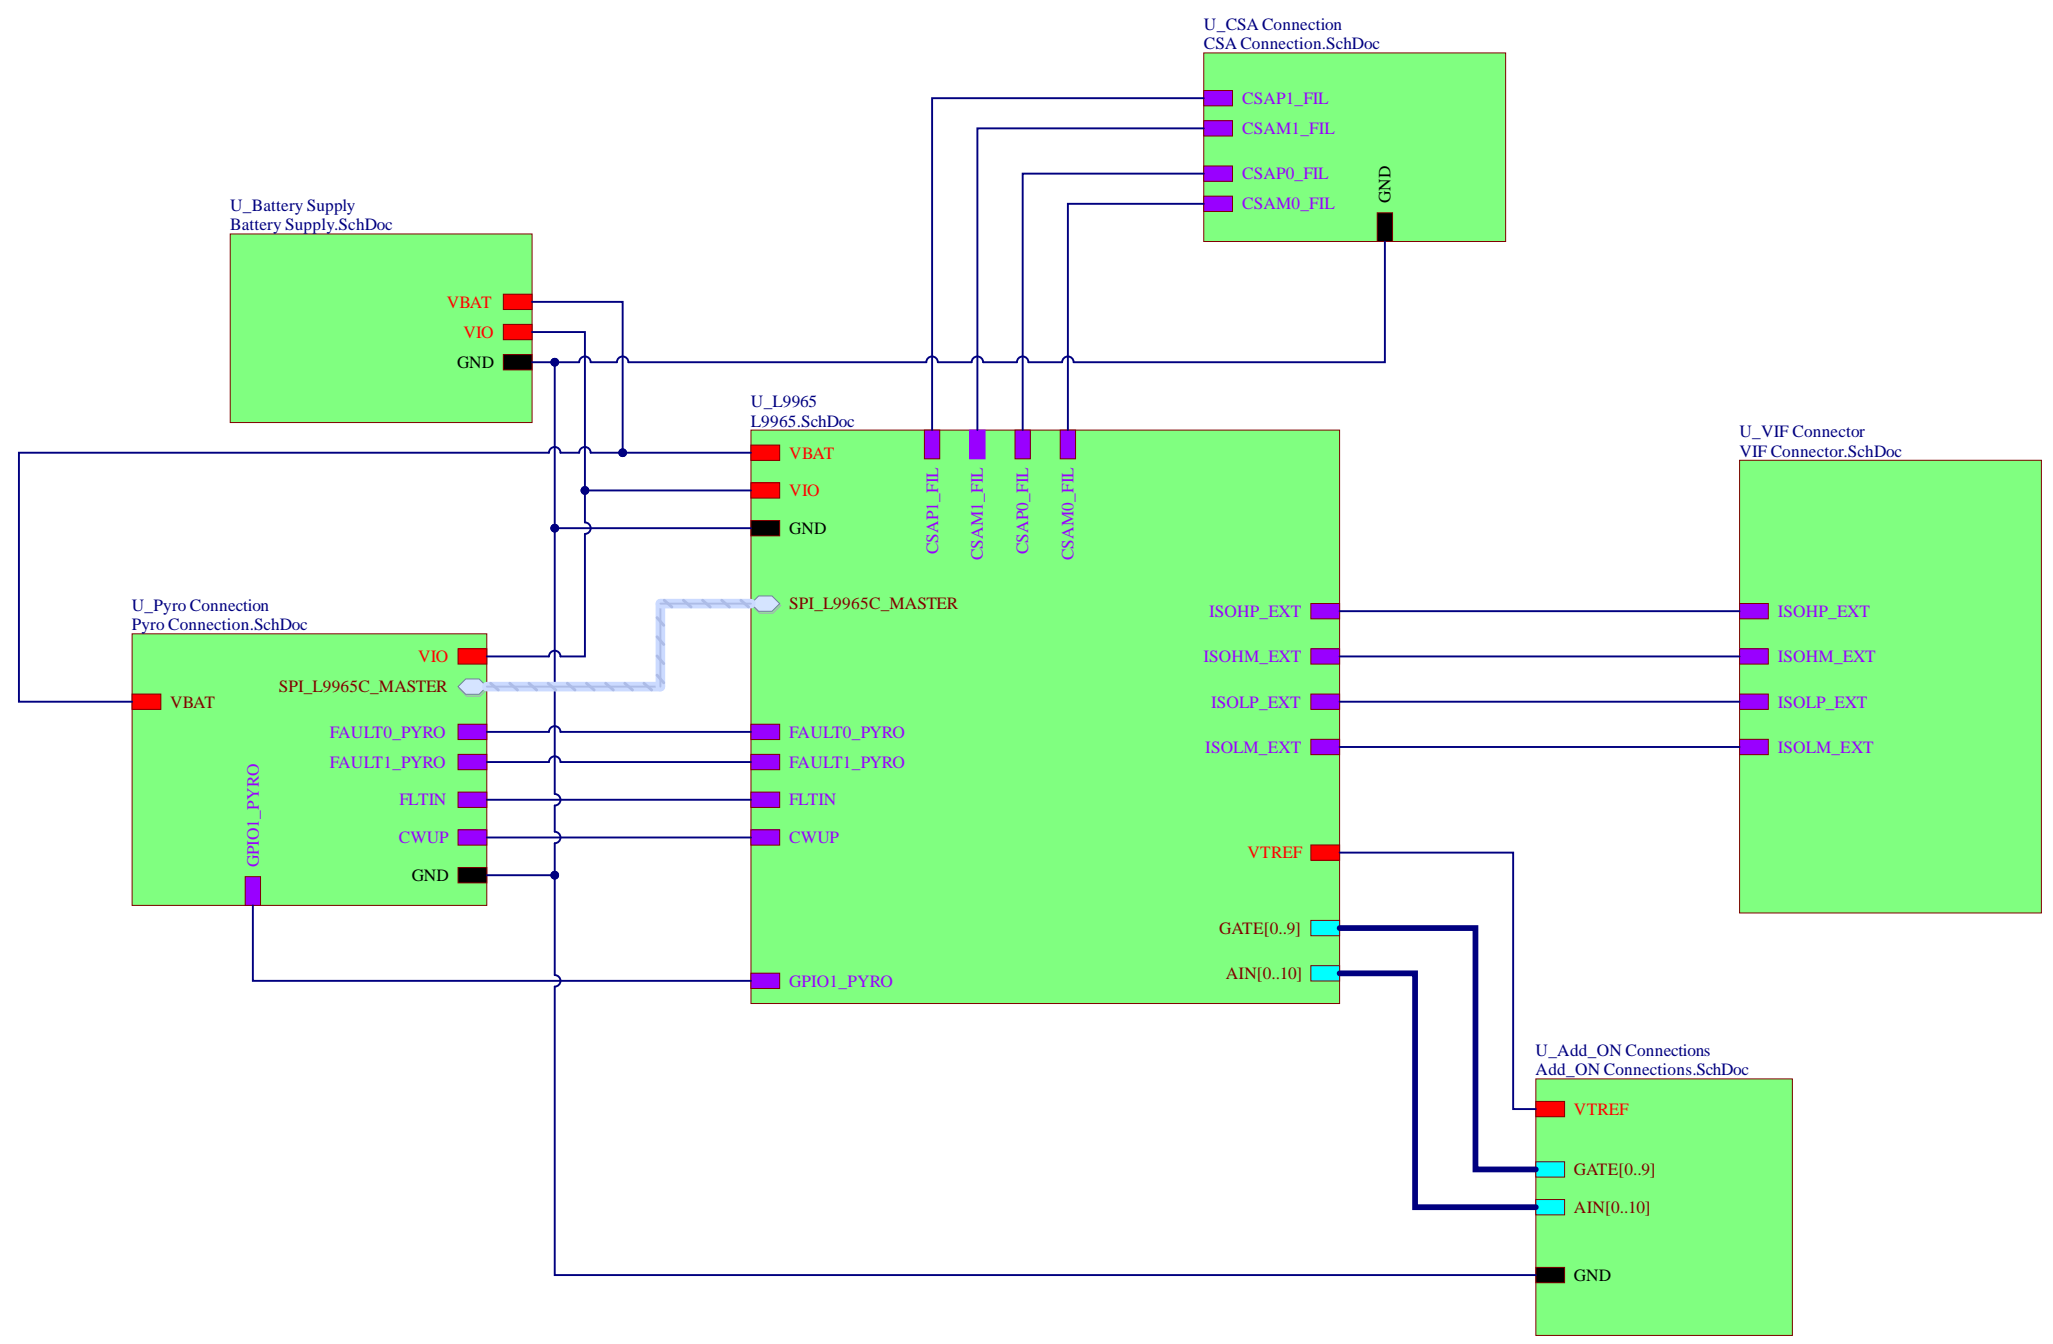 U_CSA Connection
CSA Connection.SchDoc
CSAP1_FIL
CSAM1_FIL
CSAP0_FIL
CSAM0_FIL
GND
U_Battery Supply
Battery Supply.SchDoc
VBAT
VIO
GND
U_L9965
L9965.SchDoc
VBAT
VIO
GND
CSAP1_FIL
CSAM1_FIL
CSAP0_FIL
CSAM0_FIL
SPI_L9965C_MASTER
FAULT0_PYRO
FAULT1_PYRO
FLTIN
CWUP
GPIO1_PYRO
ISOHP_EXT
ISOHM_EXT
ISOLP_EXT
ISOLM_EXT
VTREF
GATE[0..9]
AIN[0..10]
U_VIF Connector
VIF Connector.SchDoc
ISOHP_EXT
ISOHM_EXT
ISOLP_EXT
ISOLM_EXT
U_Pyro Connection
Pyro Connection.SchDoc
VIO
SPI_L9965C_MASTER
VBAT
FAULT0_PYRO
FAULT1_PYRO
FLTIN
CWUP
GND
GPIO1_PYRO
U_Add_ON Connections
Add_ON Connections.SchDoc
VTREF
GATE[0..9]
AIN[0..10]
GND